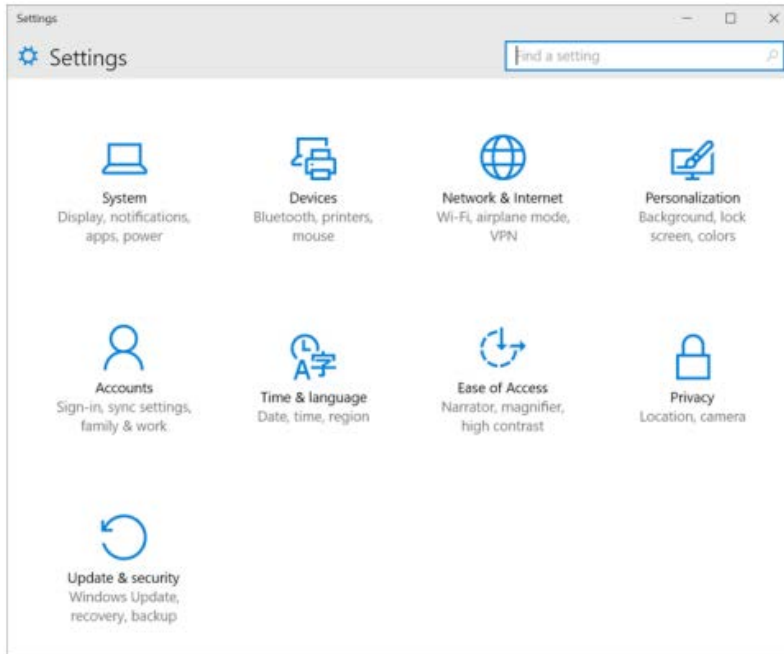 Settings
Settings
Find a setting
System
Display, notifications,
apps, power
Devices
Bluetooth, printers,
mouse
Network & Internet
Wi-Fi, airplane mode,
VPN
Personalization
Background, lock
screen, colors
Accounts
Sign-in, sync settings,
family & work
A字
Time & language
Date, time, region
Ease of Access
Narrator, magnifier,
high contrast
Privacy
Location, camera
Update & security
Windows Update,
recovery, backup